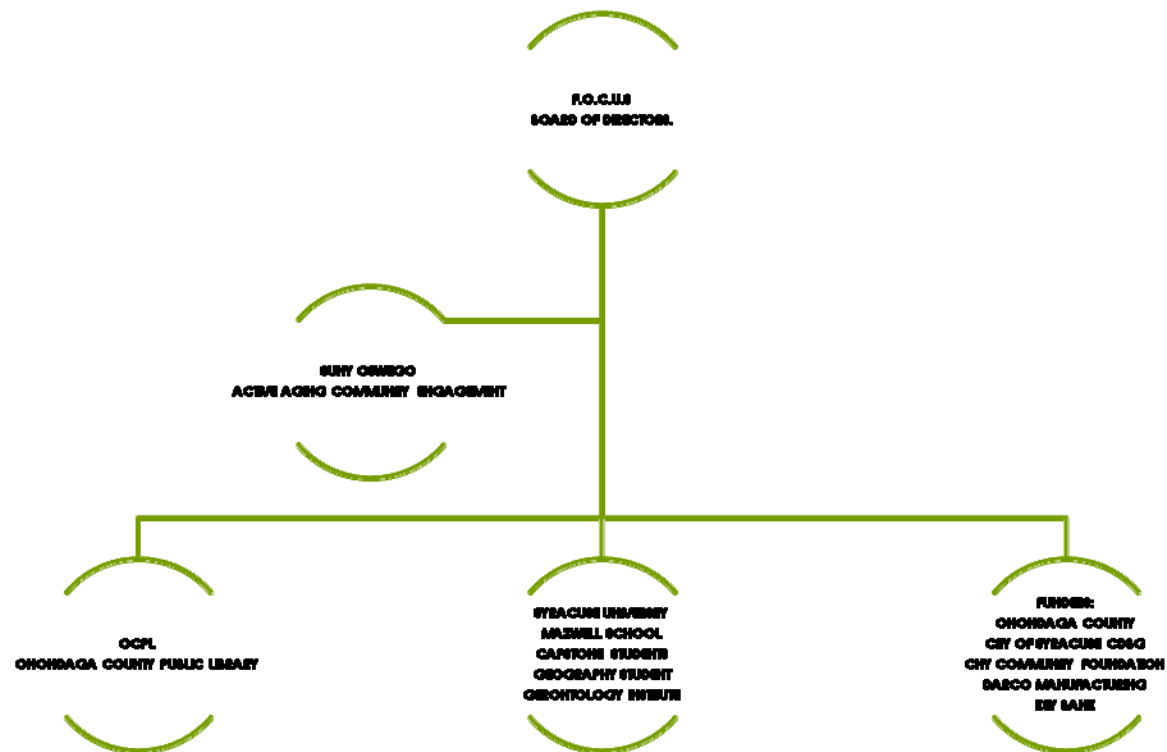 F.O.C.U.S
BOARD OF DIRECTORS.
SUNY OSWEGO
ACTIVE AGING COMMUNITY ENGAGEMENT
OCPL
ONONDAGA COUNTY PUBLIC LIBRARY
SYRACUSE UNIVERSITY
MAXWELL SCHOOL
CAPSTONE STUDENTS
GEOGRAPHY STUDENT
GERONTOLOGY INSTITUTE
FUNDERS:
ONONDAGA COUNTY
CITY OF SYRACUSE CDBG
CNY COMMUNITY FOUNDATION
DARCO MANUFACTURING
KEY BANK